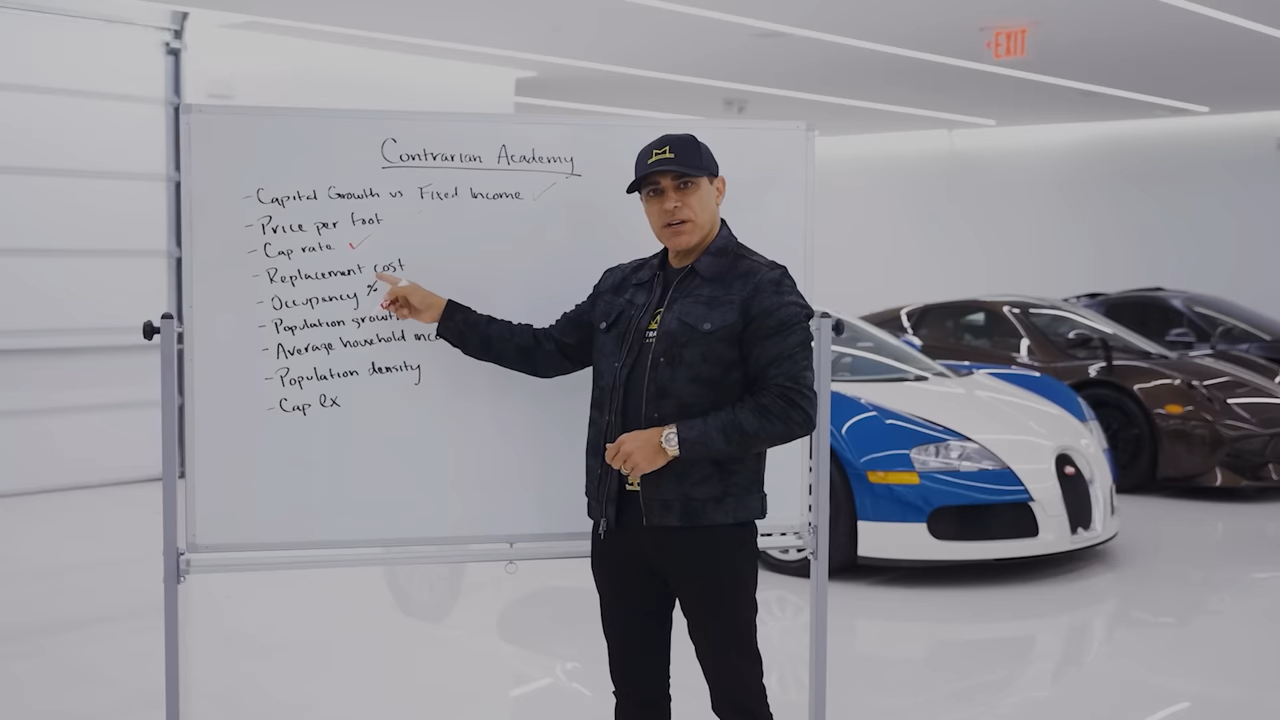 EXIT
Contrarian Academy
- Capital Growth vs Fixed Income ✓
- Price per foot
- Cap rate ✓
- Replacement cost
- Occupancy %
- Population growth
- Average household inco
- Population density
- Cap Ex